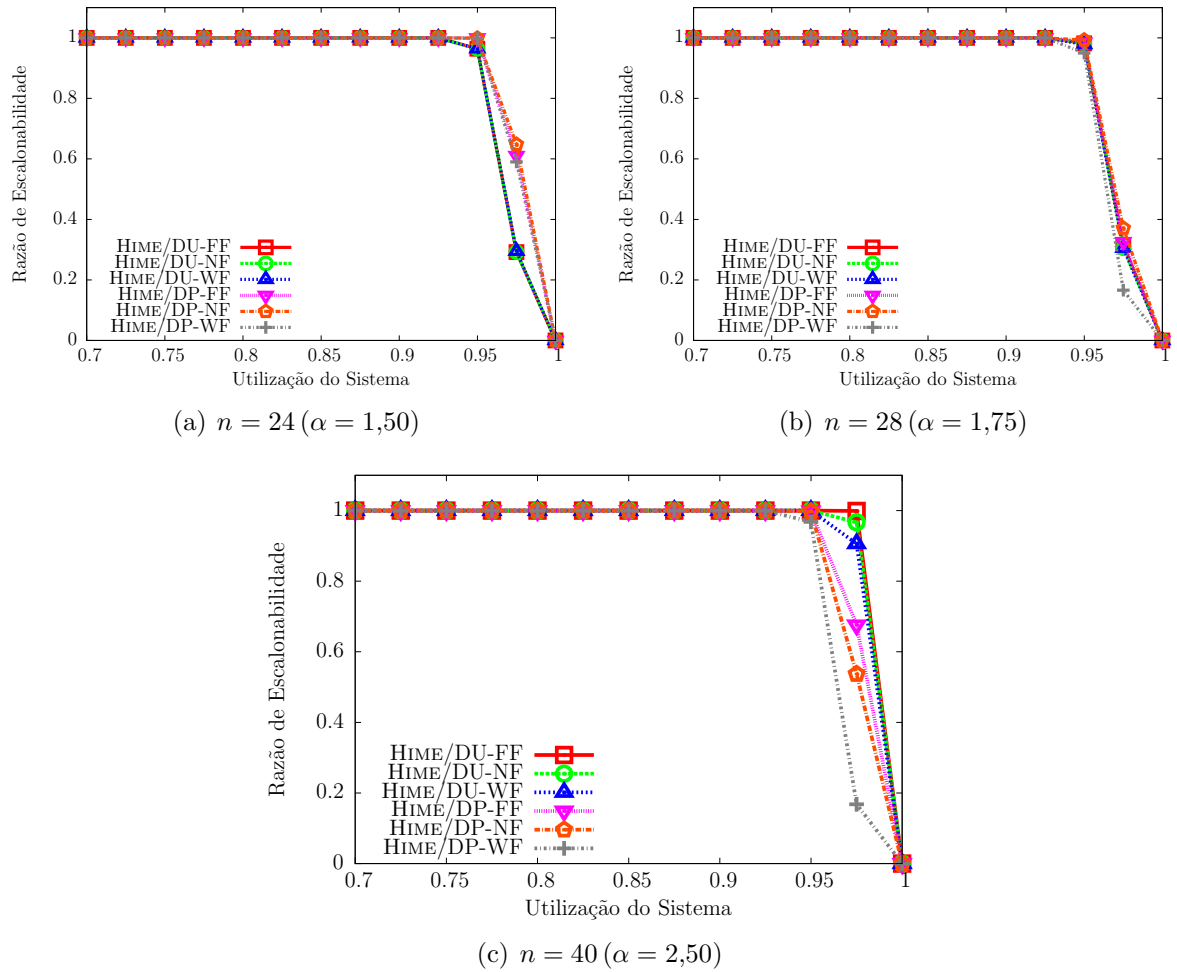 1
0.8
0.6
0.4
0.2
0
Razão de Escalonabilidade
HIME/DU-FF
HIME/DU-NF
HIME/DU-WF
HIME/DP-FF
HIME/DP-NF
HIME/DP-WF
0.7 0.75 0.8 0.85 0.9 0.95 1
Utilização do Sistema
(a) n = 24 (α = 1,50)
1
0.8
0.6
0.4
0.2
0
Razão de Escalonabilidade
HIME/DU-FF
HIME/DU-NF
HIME/DU-WF
HIME/DP-FF
HIME/DP-NF
HIME/DP-WF
0.7 0.75 0.8 0.85 0.9 0.95 1
Utilização do Sistema
(b) n = 28 (α = 1,75)
1
0.8
0.6
0.4
0.2
0
Razão de Escalonabilidade
HIME/DU-FF
HIME/DU-NF
HIME/DU-WF
HIME/DP-FF
HIME/DP-NF
HIME/DP-WF
0.7 0.75 0.8 0.85 0.9 0.95 1
Utilização do Sistema
(c) n = 40 (α = 2,50)